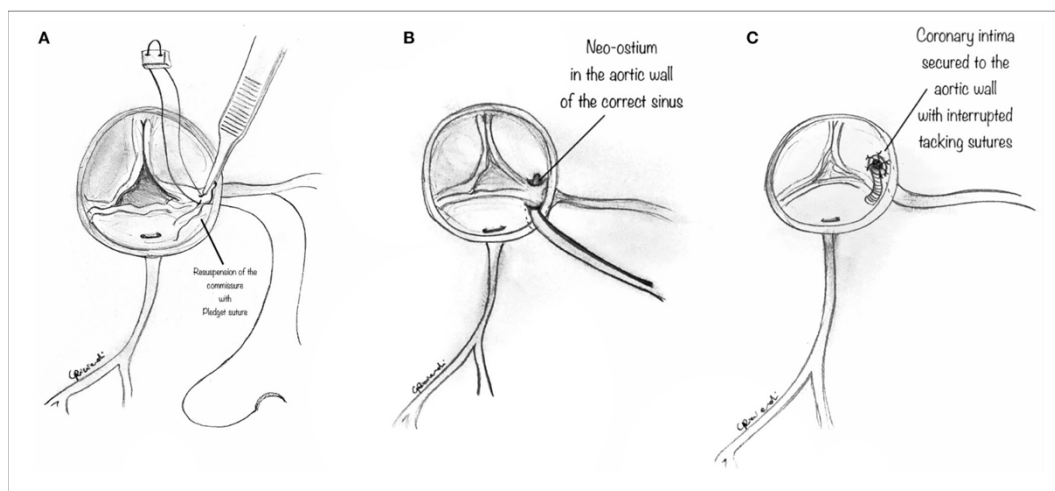 A
Resuspension of the
commissure
with
Pledget suture
B
Neo-ostium
in the aortic wall
of the correct sinus
C
Coronary intima
secured to the
aortic wall
with interrupted
tacking sutures